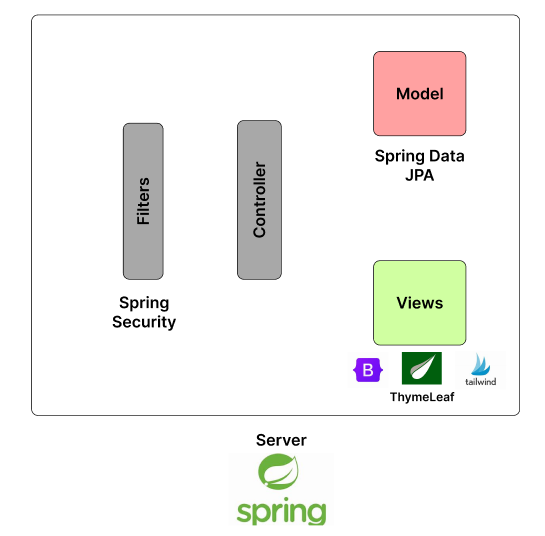 Model
Spring Data
JPA
Filters
Controller
Spring
Security
Views
B
tailwind
ThymeLeaf
Server
spring